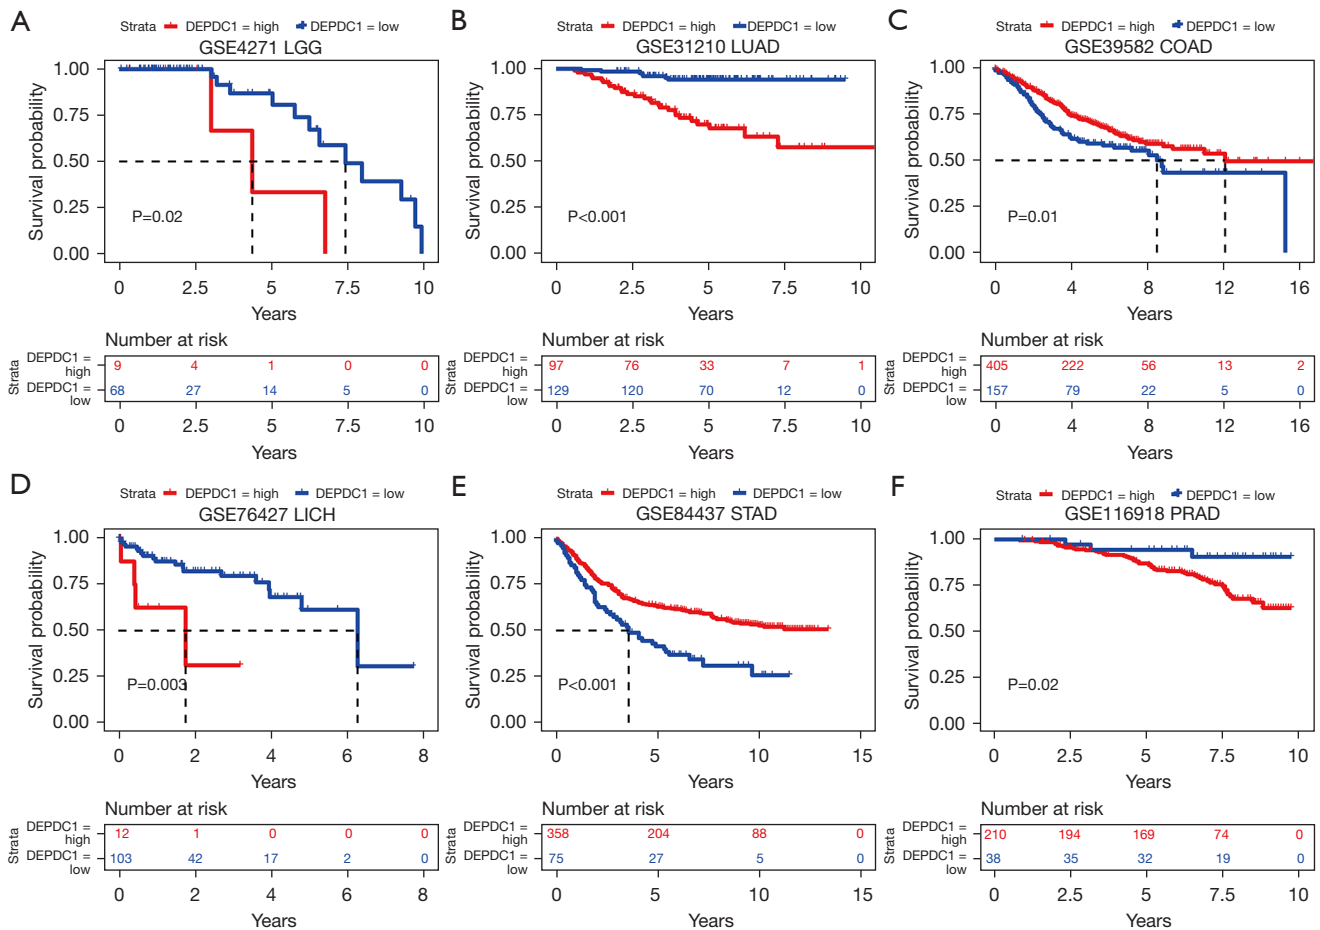 A
Strata DEPDC1 = high DEPDC1 = low
GSE4271 LGG
Survival probability
1.00
0.75
0.50
0.25
0.00
P=0.02
0 2.5 5 7.5 10
Years
Number at risk
Strata
DEPDC1 = high 9 4 1 0 0
DEPDC1 = low 68 27 14 5 0
0 2.5 5 7.5 10
Years
B
Strata DEPDC1 = high DEPDC1 = low
GSE31210 LUAD
Survival probability
1.00
0.75
0.50
0.25
0.00
P<0.001
0 2.5 5 7.5 10
Years
Number at risk
Strata
DEPDC1 = high 97 76 33 7 1
DEPDC1 = low 129 120 70 12 0
0 2.5 5 7.5 10
Years
C
Strata DEPDC1 = high DEPDC1 = low
GSE39582 COAD
Survival probability
1.00
0.75
0.50
0.25
0.00
P=0.01
0 4 8 12 16
Years
Number at risk
Strata
DEPDC1 = high 405 222 56 13 2
DEPDC1 = low 157 79 22 5 0
0 4 8 12 16
Years
D
Strata DEPDC1 = high DEPDC1 = low
GSE76427 LICH
Survival probability
1.00
0.75
0.50
0.25
0.00
P=0.003
0 2 4 6 8
Years
Number at risk
Strata
DEPDC1 = high 12 1 0 0 0
DEPDC1 = low 103 42 17 2 0
0 2 4 6 8
Years
E
Strata DEPDC1 = high DEPDC1 = low
GSE84437 STAD
Survival probability
1.00
0.75
0.50
0.25
0.00
P<0.001
0 5 10 15
Years
Number at risk
Strata
DEPDC1 = high 358 204 88 0
DEPDC1 = low 75 27 5 0
0 5 10 15
Years
F
Strata DEPDC1 = high DEPDC1 = low
GSE116918 PRAD
Survival probability
1.00
0.75
0.50
0.25
0.00
P=0.02
0 2.5 5 7.5 10
Years
Number at risk
Strata
DEPDC1 = high 210 194 169 74 0
DEPDC1 = low 38 35 32 19 0
0 2.5 5 7.5 10
Years